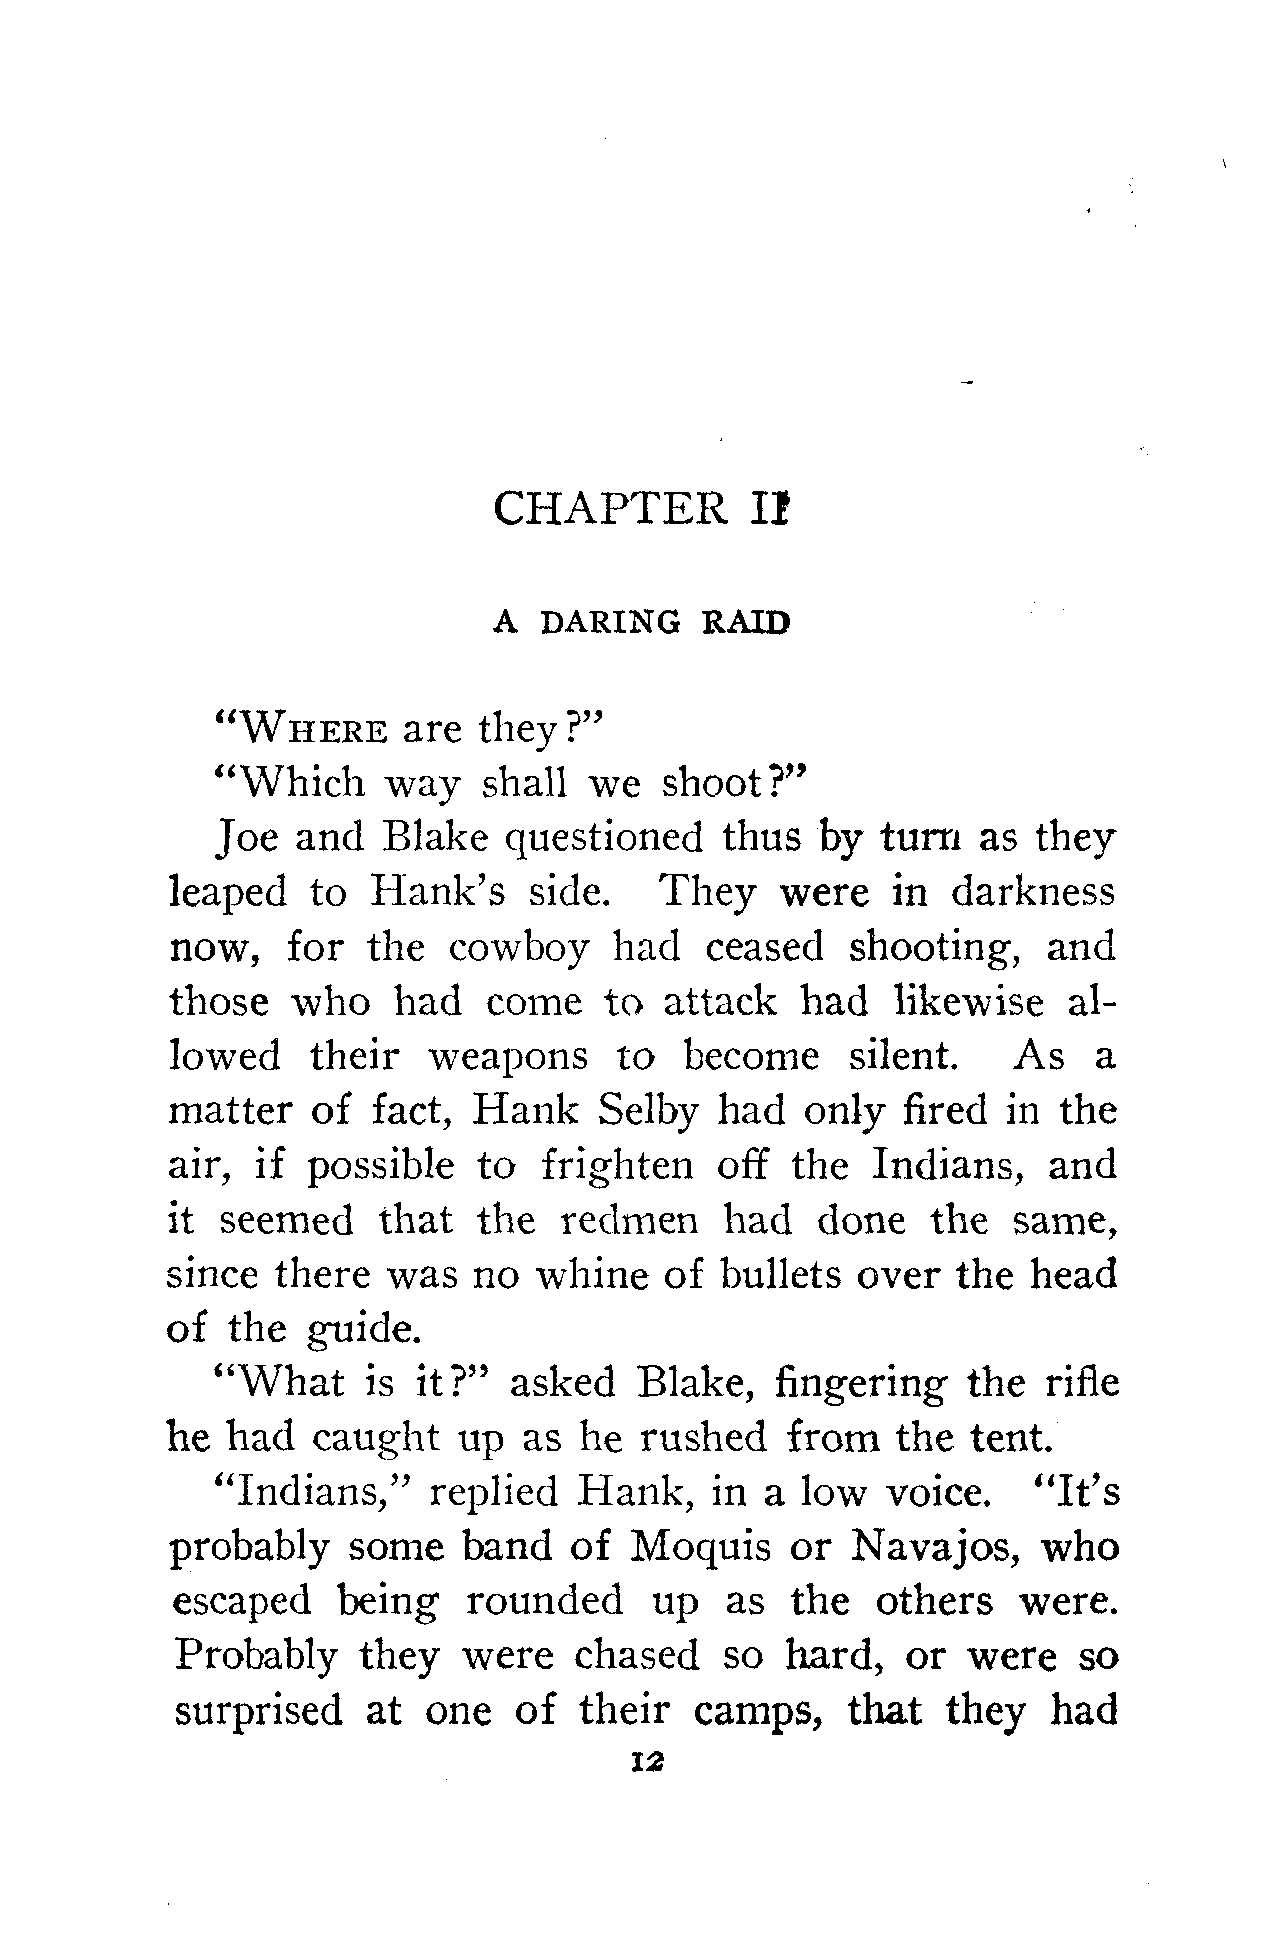 CHAPTER II
A DARING RAID
“WHERE are they?”
“Which way shall we shoot?”
Joe and Blake questioned thus by turn as they
leaped to Hank’s side. They were in darkness
now, for the cowboy had ceased shooting, and
those who had come to attack had likewise al-
lowed their weapons to become silent. As a
matter of fact, Hank Selby had only fired in the
air, if possible to frighten off the Indians, and
it seemed that the redmen had done the same,
since there was no whine of bullets over the head
of the guide.
“What is it?” asked Blake, fingering the rifle
he had caught up as he rushed from the tent.
“Indians,” replied Hank, in a low voice. “It’s
probably some band of Moquis or Navajos, who
escaped being rounded up as the others were.
Probably they were chased so hard, or were so
surprised at one of their camps, that they had
12